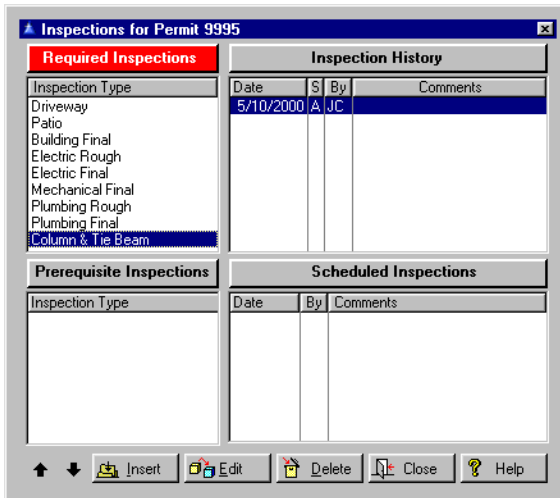 Inspections for Permit 9995
Required Inspections
Inspection Type
Driveway
Patio
Building Final
Electric Rough
Electric Final
Mechanical Final
Plumbing Rough
Plumbing Final
Column & Tie Beam
Inspection History
Date S By Comments
5/10/2000 A JC
Prerequisite Inspections
Inspection Type
Scheduled Inspections
Date By Comments
Insert Edit Delete Close Help